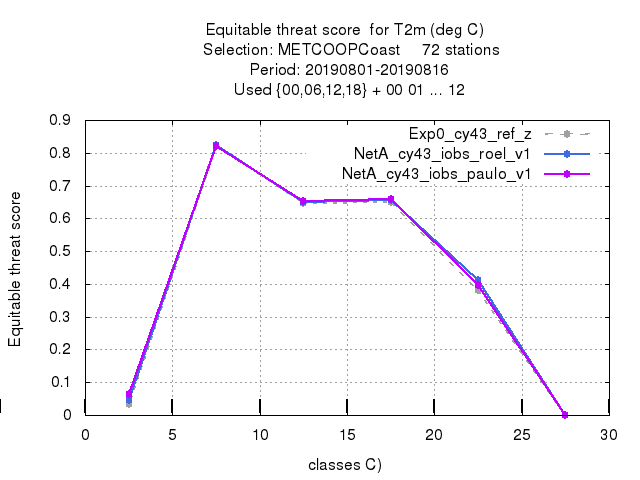 Equitable threat score  for T2m (deg C)
Selection: METCOOPCoast     72 stations
Period: 20190801-20190816
Used {00,06,12,18} + 00 01 ... 12
Exp0_cy43_ref_z
NetA_cy43_iobs_roel_v1
NetA_cy43_iobs_paulo_v1
Equitable threat score
0.9
0.8
0.7
0.6
0.5
0.4
0.3
0.2
0.1
0
0 5 10 15 20 25 30
classes C)